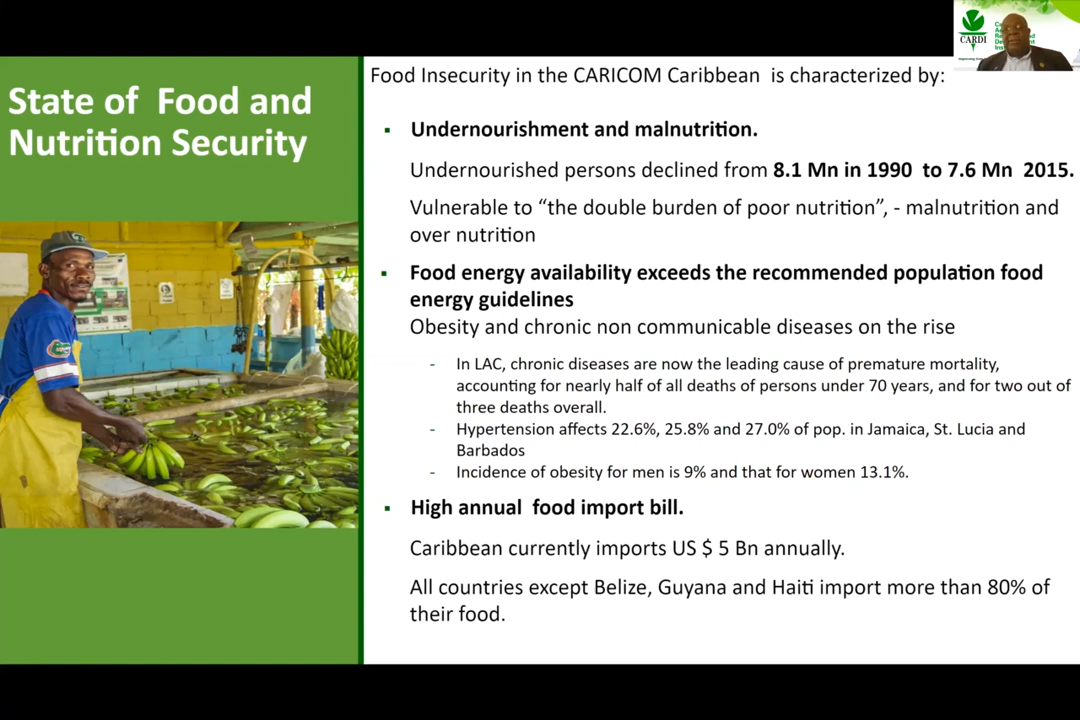 CARDI
State of Food and
Nutrition Security
Food Insecurity in the CARICOM Caribbean is characterized by:
▪ Undernourishment and malnutrition.
Undernourished persons declined from 8.1 Mn in 1990 to 7.6 Mn 2015.
Vulnerable to “the double burden of poor nutrition”, - malnutrition and
over nutrition
▪ Food energy availability exceeds the recommended population food
energy guidelines
Obesity and chronic non communicable diseases on the rise
- In LAC, chronic diseases are now the leading cause of premature mortality,
accounting for nearly half of all deaths of persons under 70 years, and for two out of
three deaths overall.
- Hypertension affects 22.6%, 25.8% and 27.0% of pop. in Jamaica, St. Lucia and
Barbados
- Incidence of obesity for men is 9% and that for women 13.1%.
▪ High annual food import bill.
Caribbean currently imports US $ 5 Bn annually.
All countries except Belize, Guyana and Haiti import more than 80% of
their food.